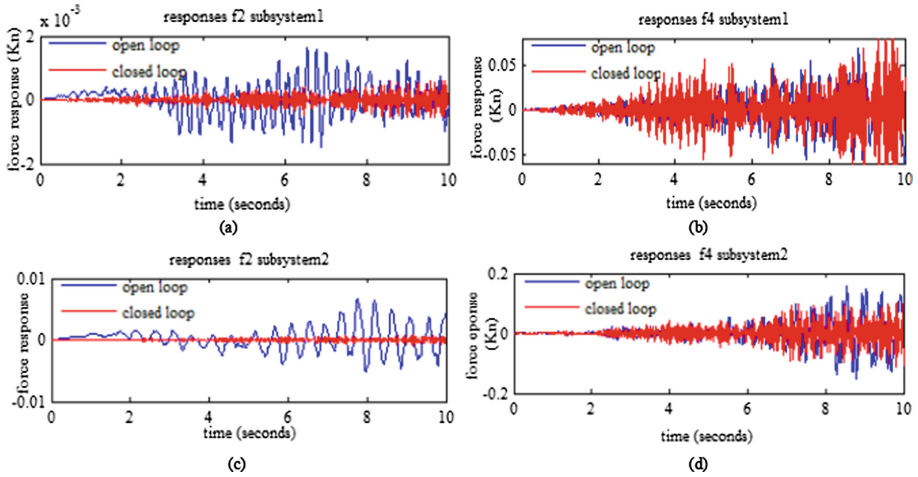 responses f2 subsystem1
x 10⁻³
force response (Kn)
2
0
-2
open loop
closed loop
0 2 4 6 8 10
time (seconds)
(a)
responses f4 subsystem1
force response
(Kn)
0.05
0
-0.05
open loop
closed loop
0 2 4 6 8 10
time (seconds)
(b)
responses f2 subsystem2
force response
0.01
0
-0.01
open loop
closed loop
0 2 4 6 8 10
time (seconds)
(c)
responses f4 subsystem2
force response
(Kn)
0.2
0
-0.2
open loop
closed loop
0 2 4 6 8 10
time (seconds)
(d)